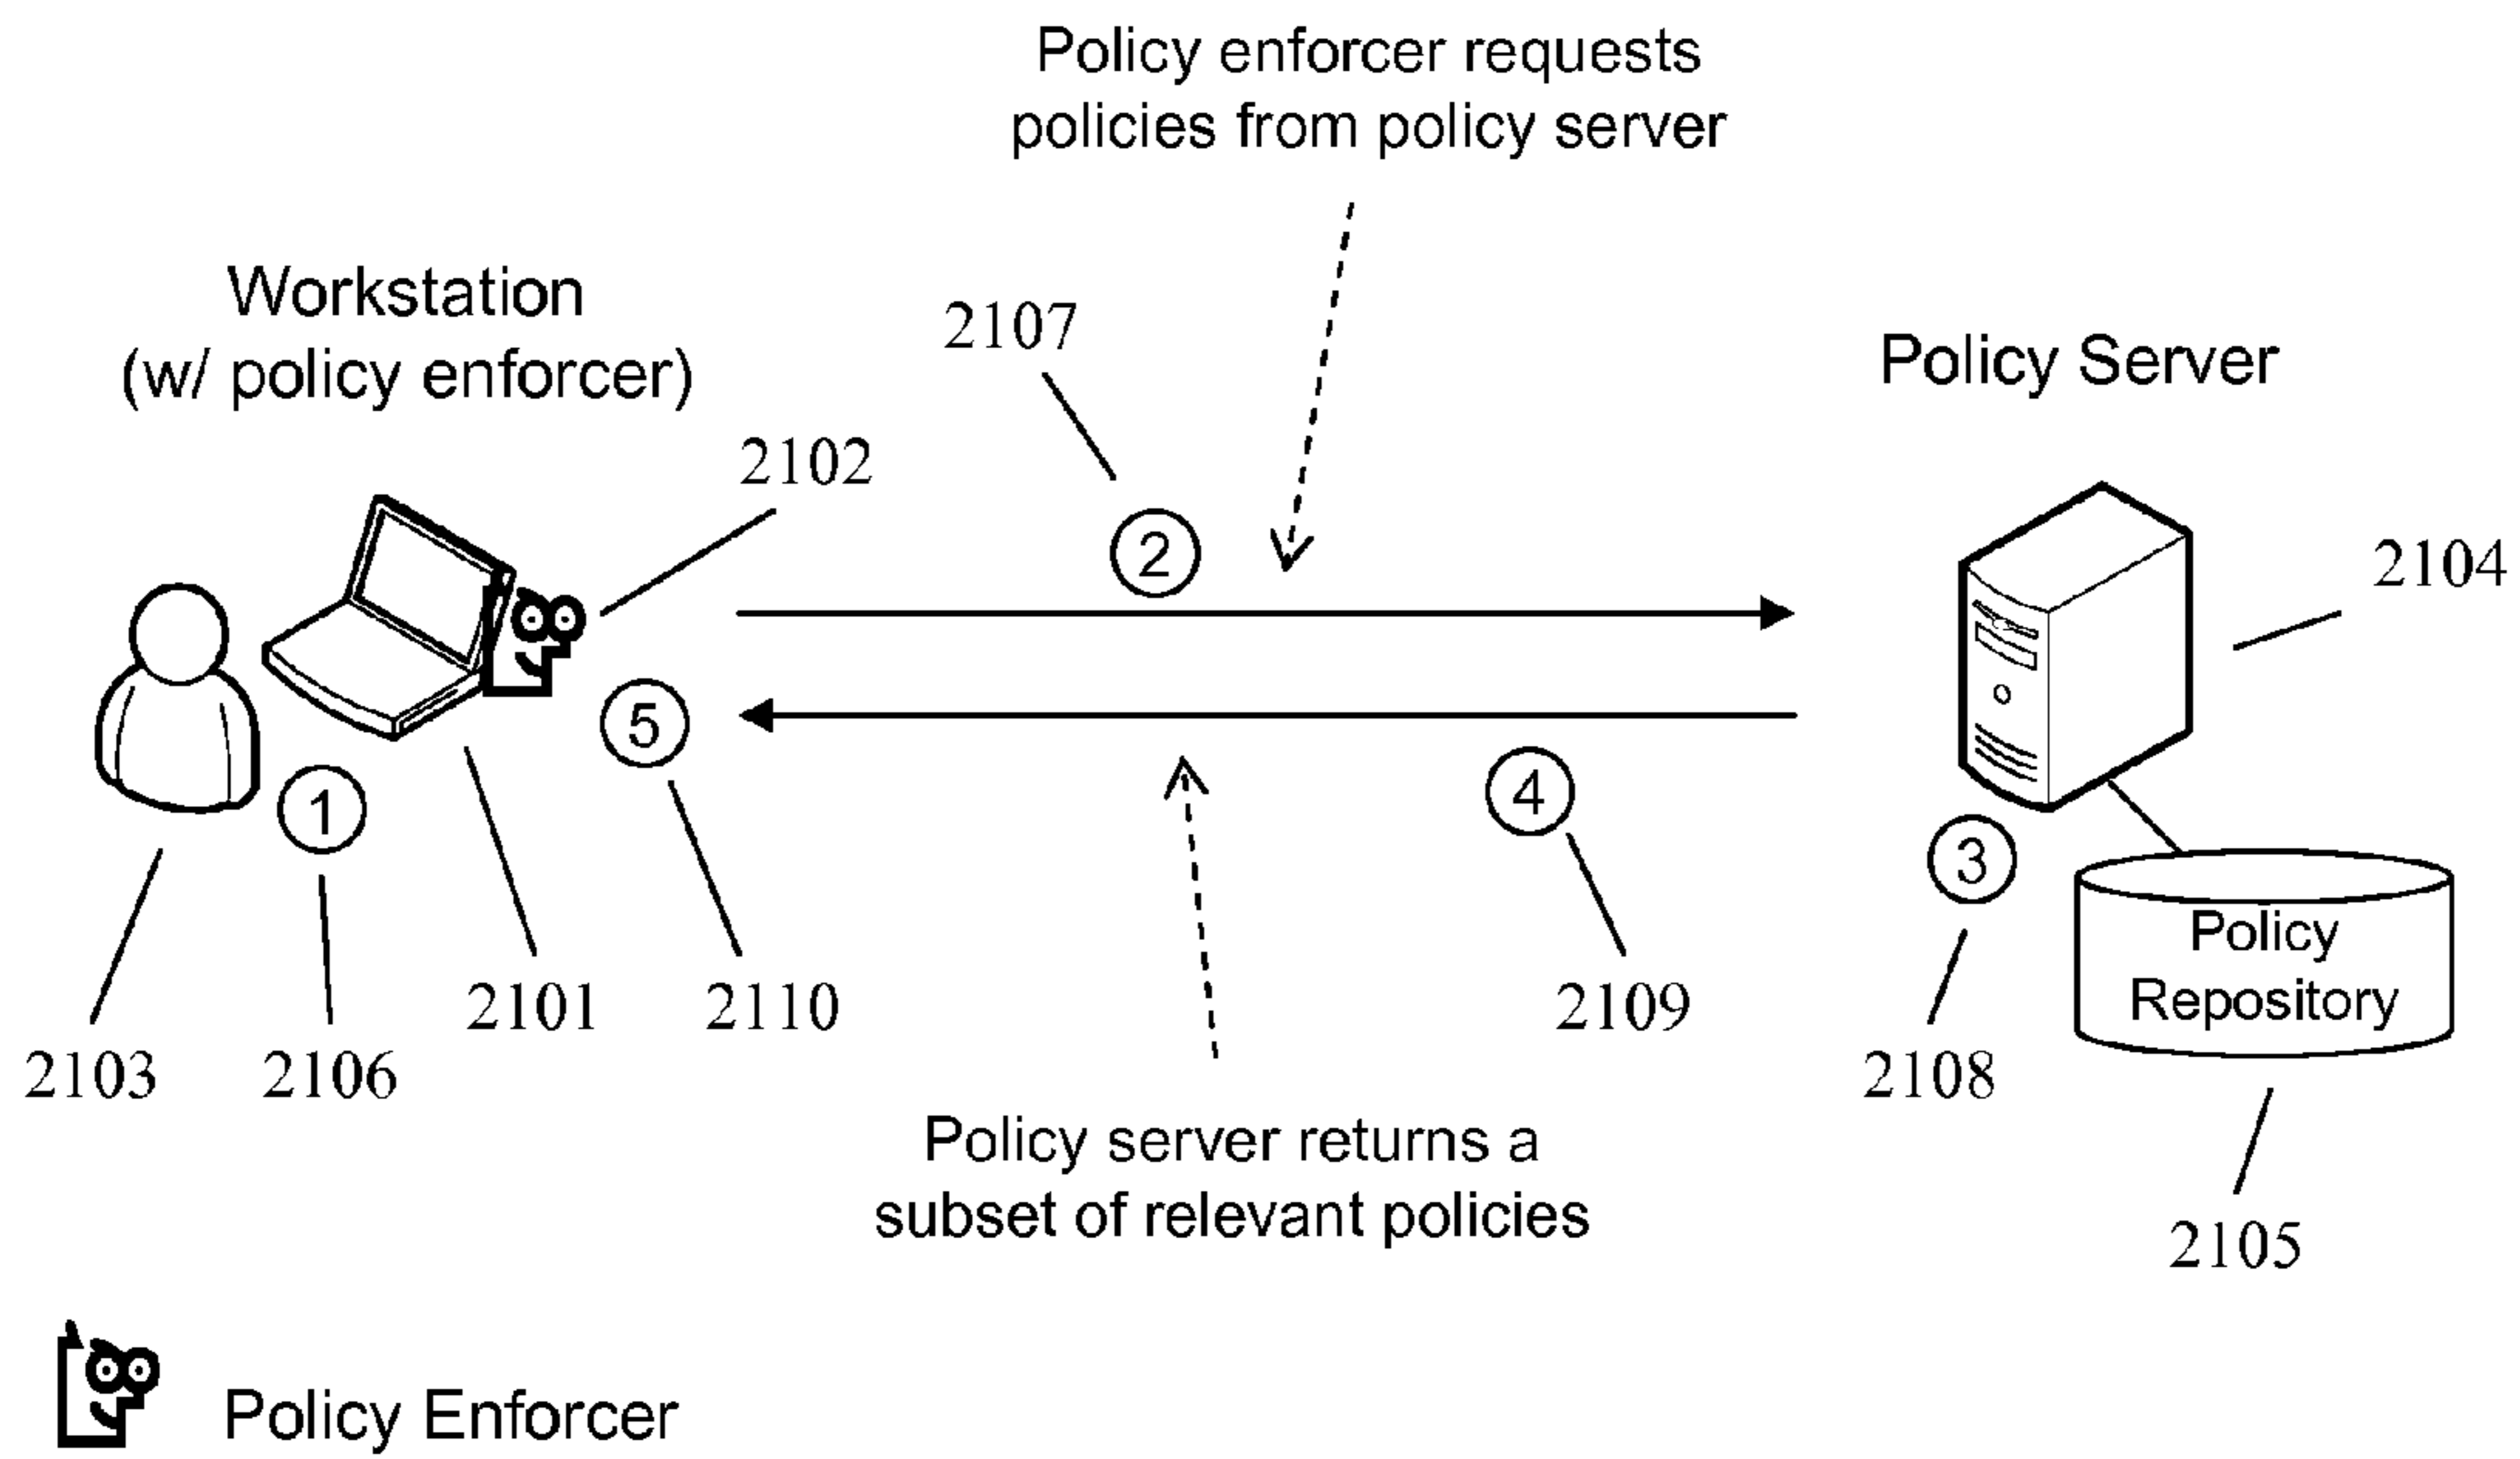 Policy enforcer requests
policies from policy server
Workstation
(w/ policy enforcer)
2107
Policy Server
2102
2
2104
5
4
1
3
Policy
Repository
2101
2110
2109
2103
2106
2108
Policy server returns a
subset of relevant policies
2105
Policy Enforcer